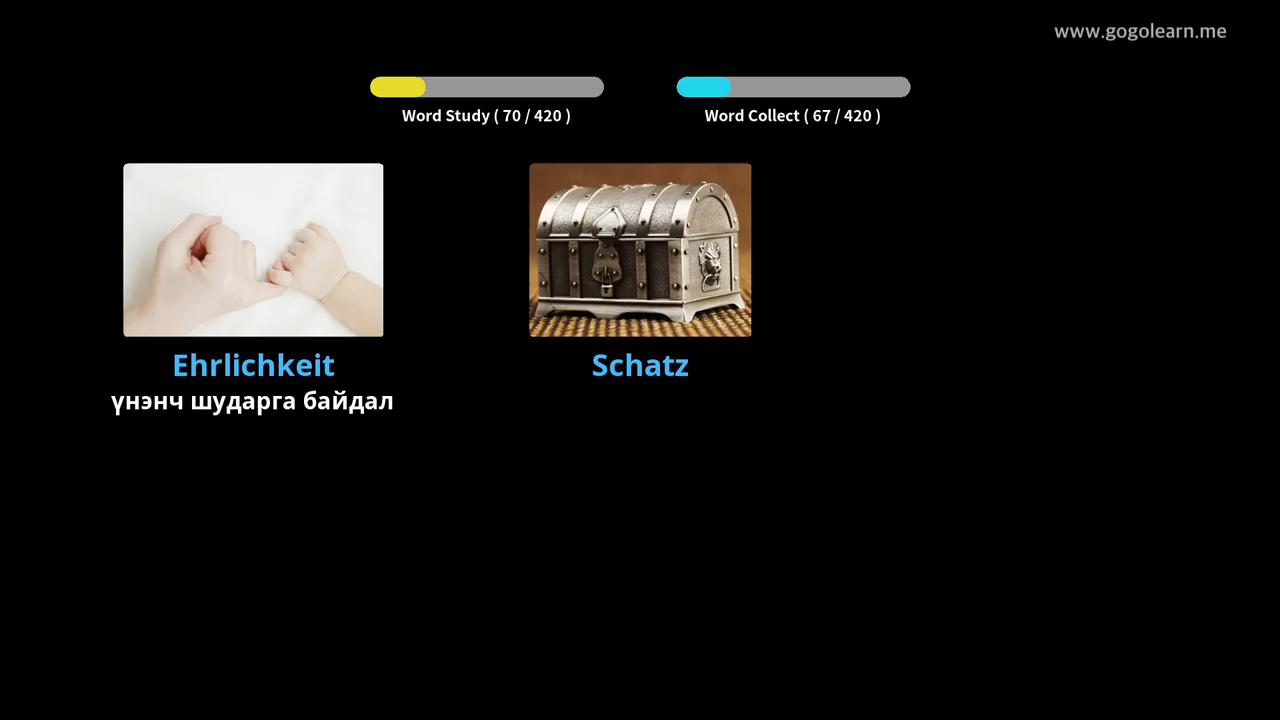 www.gogolearn.me
Word Study ( 70 / 420 )
Word Collect ( 67 / 420 )
Ehrlichkeit
үнэнч шударга байдал
Schatz